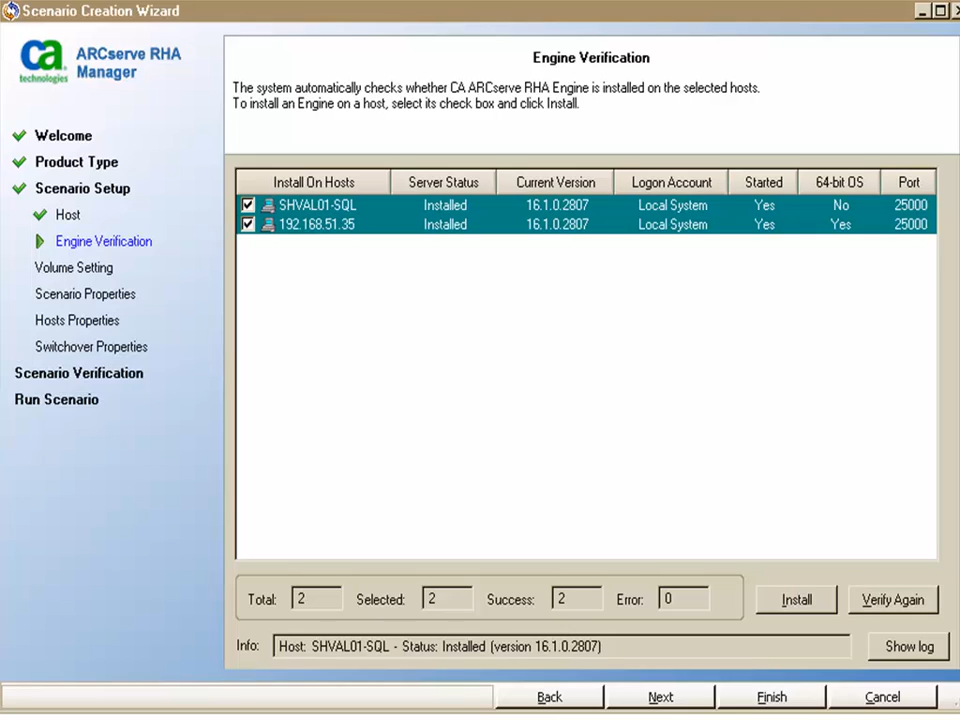 Scenario Creation Wizard
ca
technologies
ARCserve RHA
Manager
Welcome
Product Type
Scenario Setup
Host
Engine Verification
Volume Setting
Scenario Properties
Hosts Properties
Switchover Properties
Scenario Verification
Run Scenario
Engine Verification
The system automatically checks whether CA ARCserve RHA Engine is installed on the selected hosts.
To install an Engine on a host, select its check box and click Install.
Install On Hosts Server Status Current Version Logon Account Started 64-bit OS Port
SHVAL01-SQL Installed 16.1.0.2807 Local System Yes No 25000
192.168.51.35 Installed 16.1.0.2807 Local System Yes Yes 25000
Total: 2 Selected: 2 Success: 2 Error: 0 Install Verify Again
Info: Host: SHVAL01-SQL - Status: Installed (version 16.1.0.2807) Show log
Back Next Finish Cancel